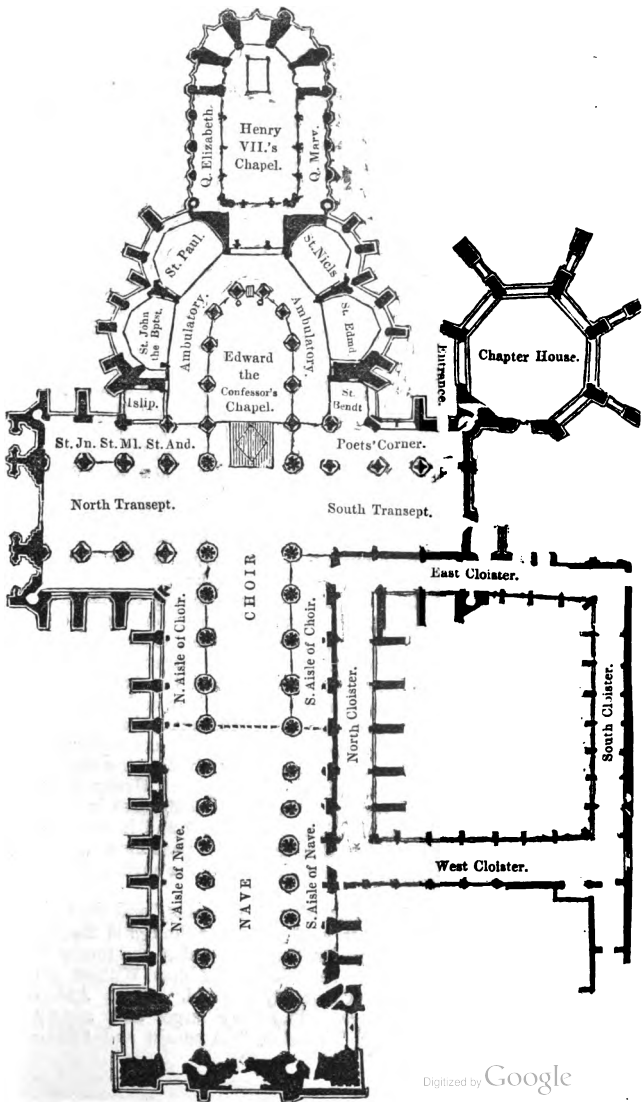 Q. Elizabeth.
Henry
VII.'s
Chapel.
Q. Mary.
St. Paul.
St. Nicls
St. John
the Bptst.
Ambulatory.
Ambulatory.
St. Edmd
Edward
the
Confessor's
Chapel.
Islip.
St.
Bendt
Entrance.
Chapter House.
St. Jn. St. Ml. St. And.
Poets' Corner.
North Transept.
South Transept.
CHOIR
East Cloister.
N. Aisle of Choir.
S. Aisle of Choir.
North Cloister.
South Cloister.
N. Aisle of Nave.
NAVE
S. Aisle of Nave.
West Cloister.
Digitized by Google